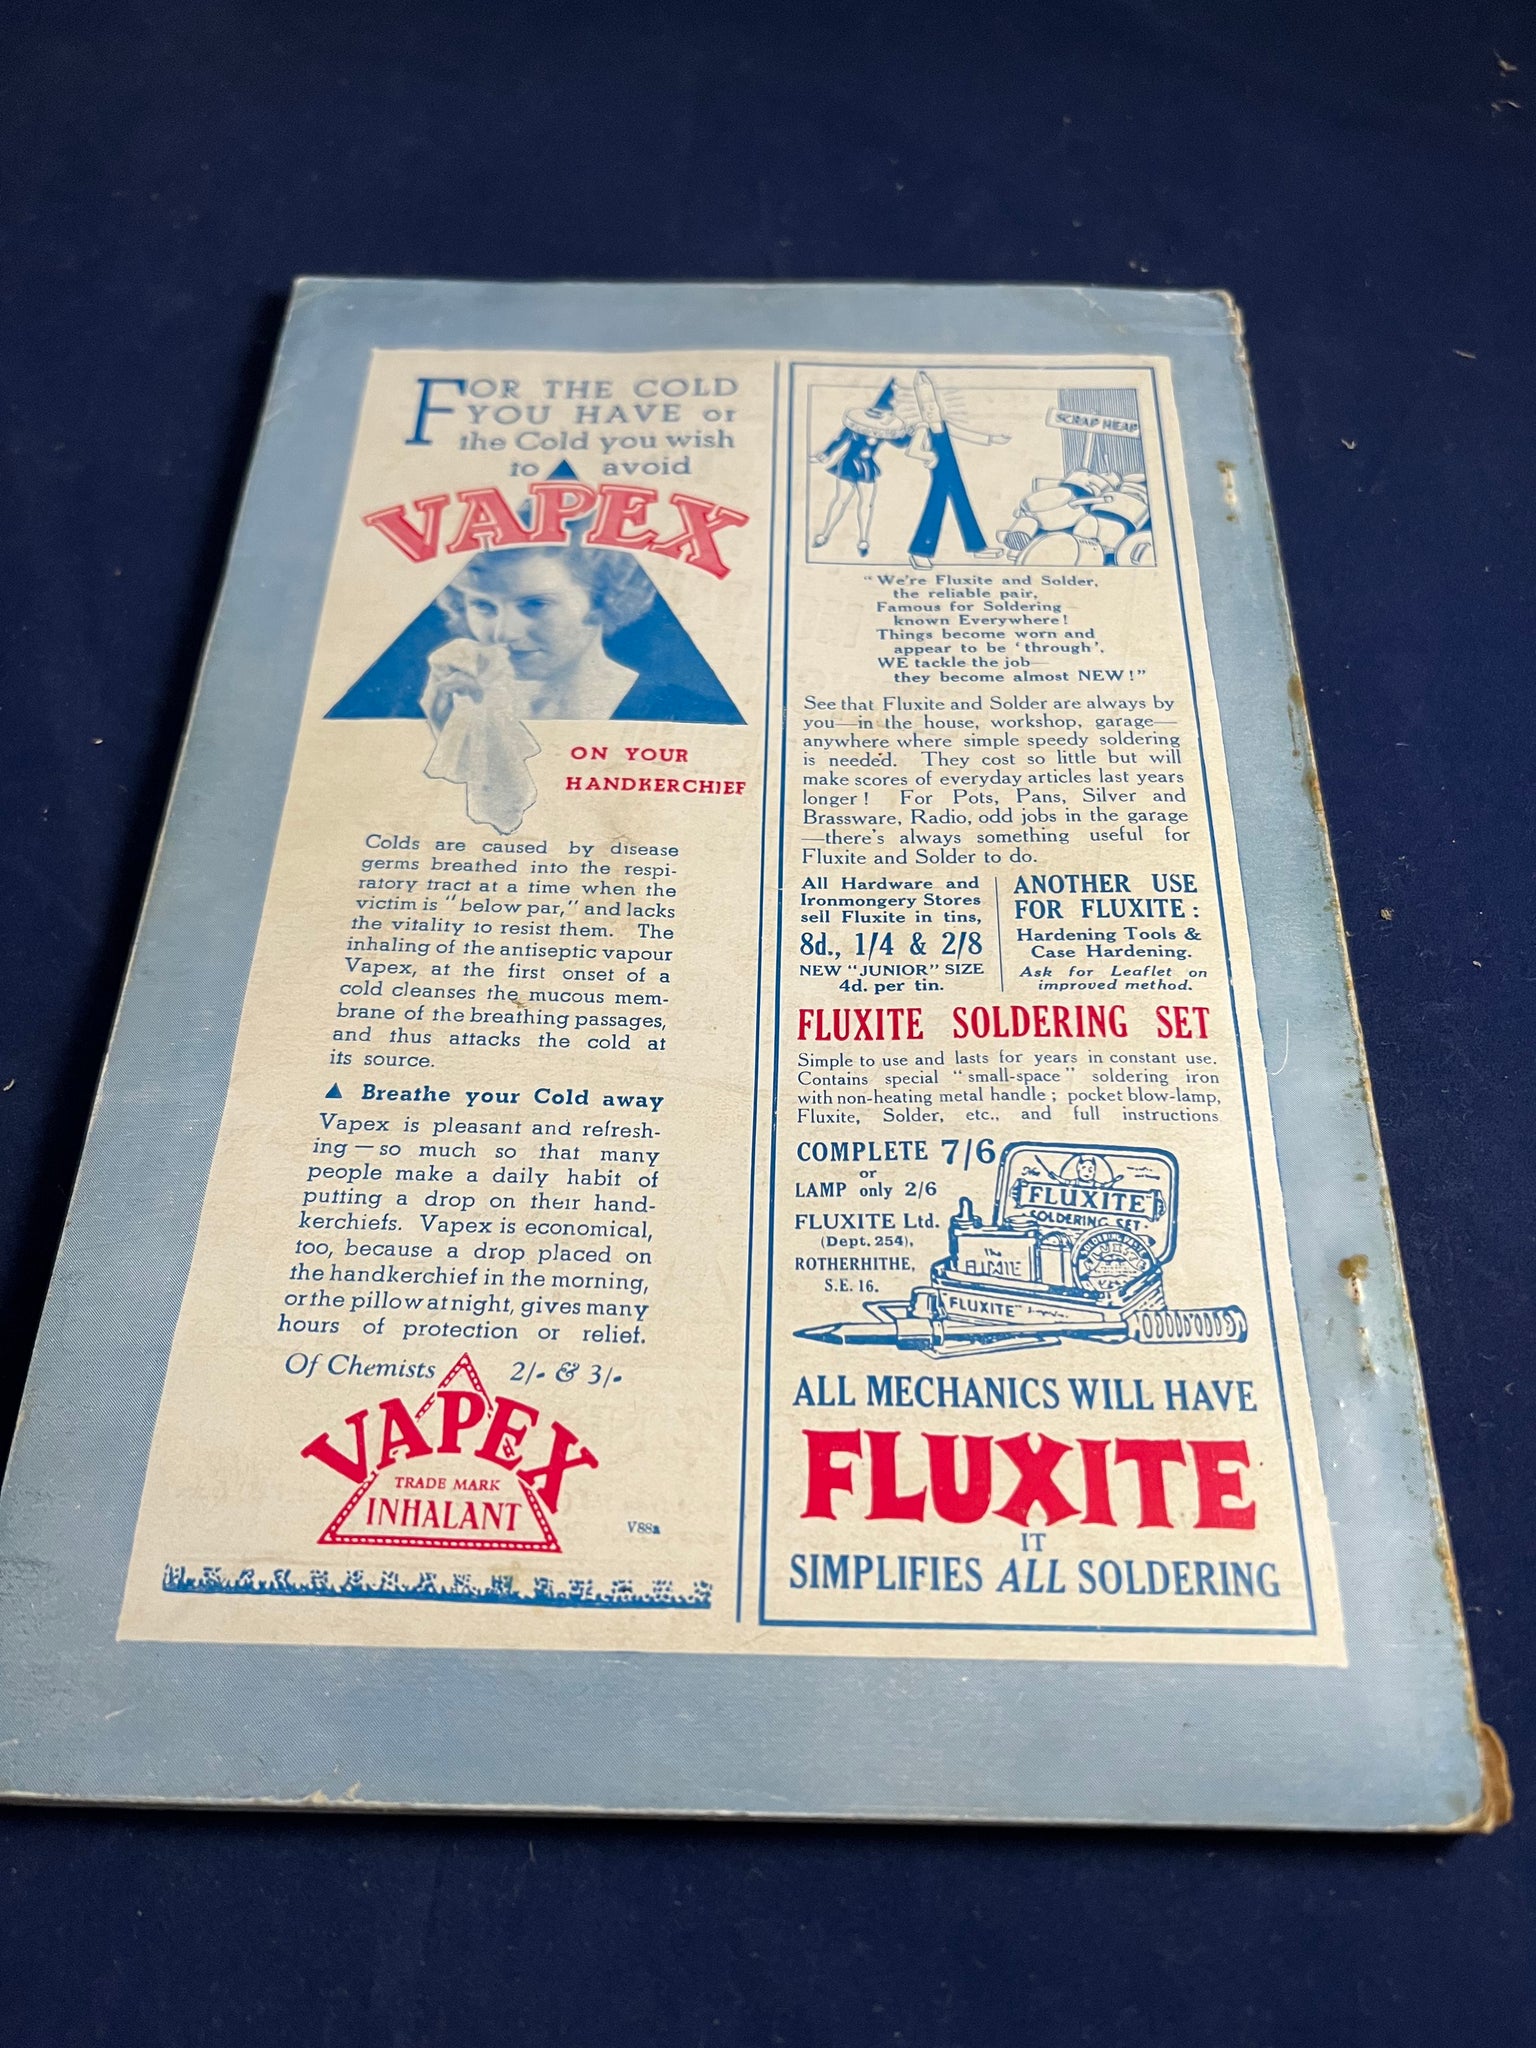 FOR THE COLD
YOU HAVE or
the Cold you wish
to avoid
VAPEX
ON YOUR
HANDKERCHIEF
Colds are caused by disease
germs breathed into the respi-
ratory tract at a time when the
victim is "below par," and lacks
the vitality to resist them. The
inhaling of the antiseptic vapour
Vapex, at the first onset of a
cold cleanses the mucous mem-
brane of the breathing passages,
and thus attacks the cold at
its source.
Breathe your Cold away
Vapex is pleasant and refresh-
ing — so much so that many
people make a daily habit of
putting a drop on their hand-
kerchiefs. Vapex is economical,
too, because a drop placed on
the handkerchief in the morning,
or the pillow at night, gives many
hours of protection or relief.
Of Chemists 2/- & 3/-
VAPEX
TRADE MARK
INHALANT
V88a
SCRAP HEAP
"We're Fluxite and Solder,
the reliable pair,
Famous for Soldering
known Everywhere!
Things become worn and
appear to be 'through',
WE tackle the job—
they become almost NEW!"
See that Fluxite and Solder are always by
you—in the house, workshop, garage—
anywhere where simple speedy soldering
is needed. They cost so little but will
make scores of everyday articles last years
longer! For Pots, Pans, Silver and
Brassware, Radio, odd jobs in the garage
—there's always something useful for
Fluxite and Solder to do.
All Hardware and
Ironmongery Stores
sell Fluxite in tins,
8d., 1/4 & 2/8
NEW "JUNIOR" SIZE
4d. per tin.
ANOTHER USE
FOR FLUXITE:
Hardening Tools &
Case Hardening.
Ask for Leaflet on
improved method.
FLUXITE SOLDERING SET
Simple to use and lasts for years in constant use.
Contains special "small-space" soldering iron
with non-heating metal handle; pocket blow-lamp,
Fluxite, Solder, etc., and full instructions
COMPLETE 7/6
or
LAMP only 2/6
FLUXITE Ltd.
(Dept. 254),
ROTHERHITHE,
S.E. 16.
FLUXITE
SOLDERING SET
The
FLUXITE
FLUXITE
ALL MECHANICS WILL HAVE
FLUXITE
IT
SIMPLIFIES ALL SOLDERING